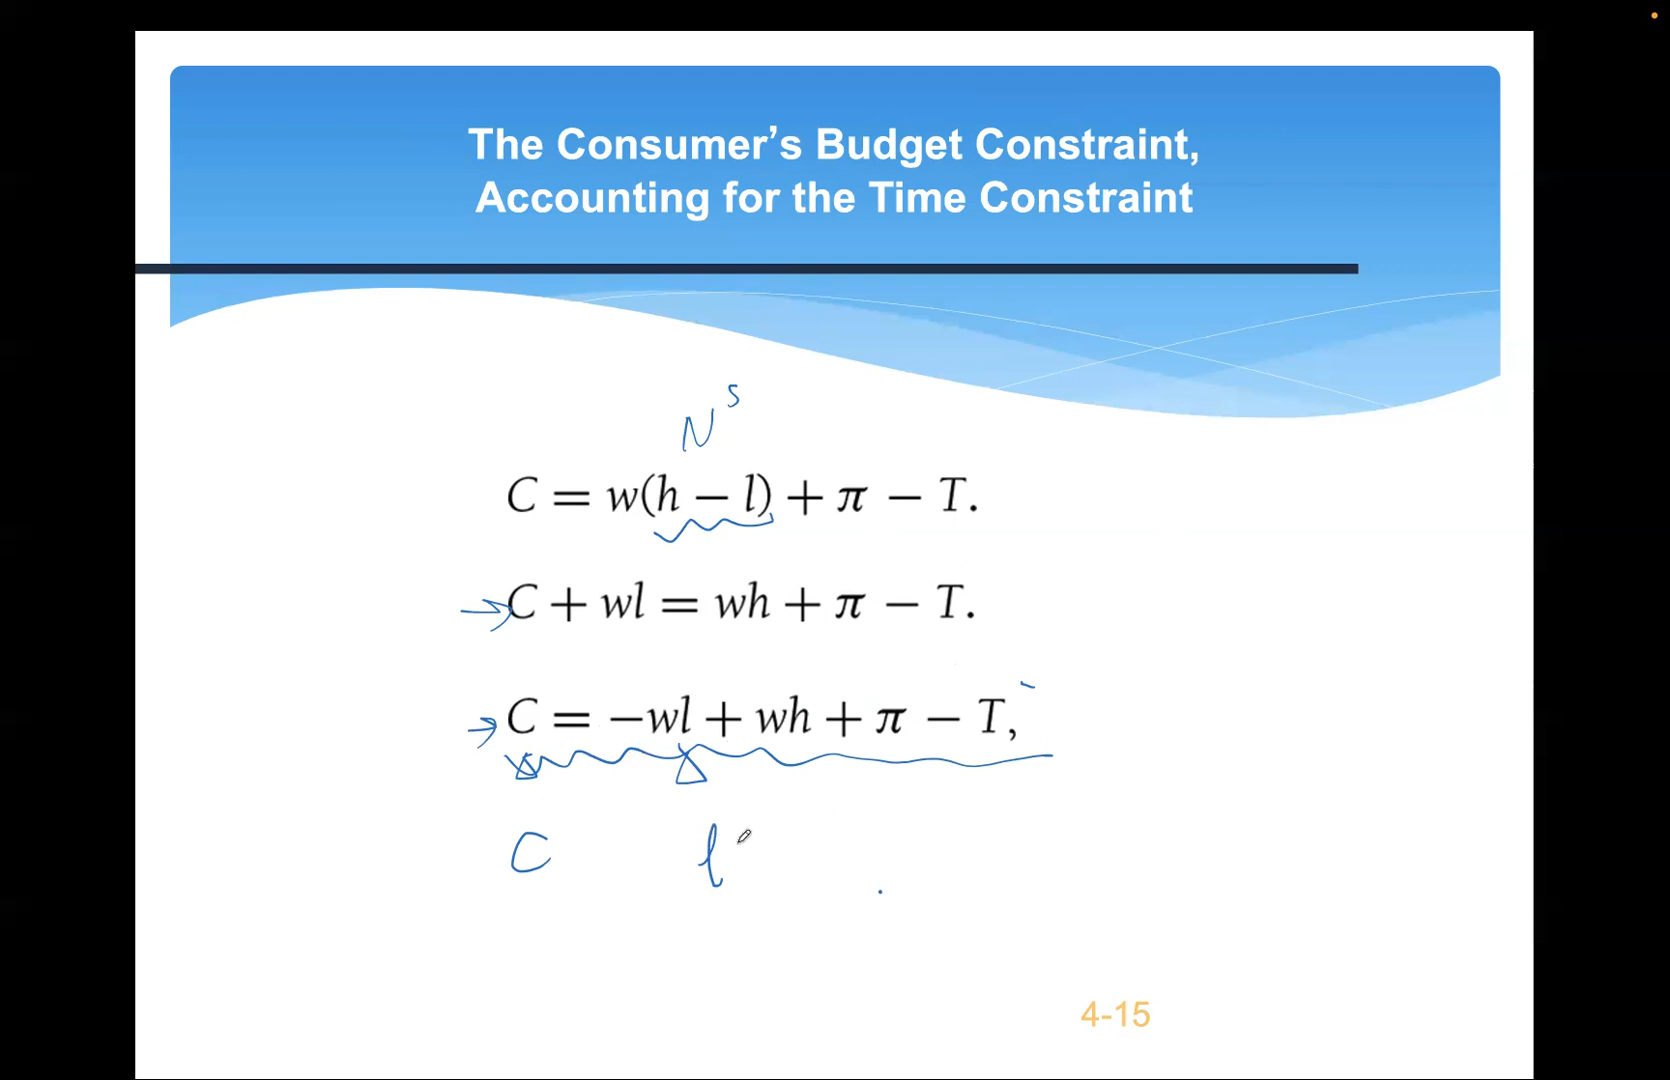 The Consumer’s Budget Constraint,
Accounting for the Time Constraint
N^s
C = w(h − l) + π − T.
C + wl = wh + π − T.
C = −wl + wh + π − T,
C l
4-15